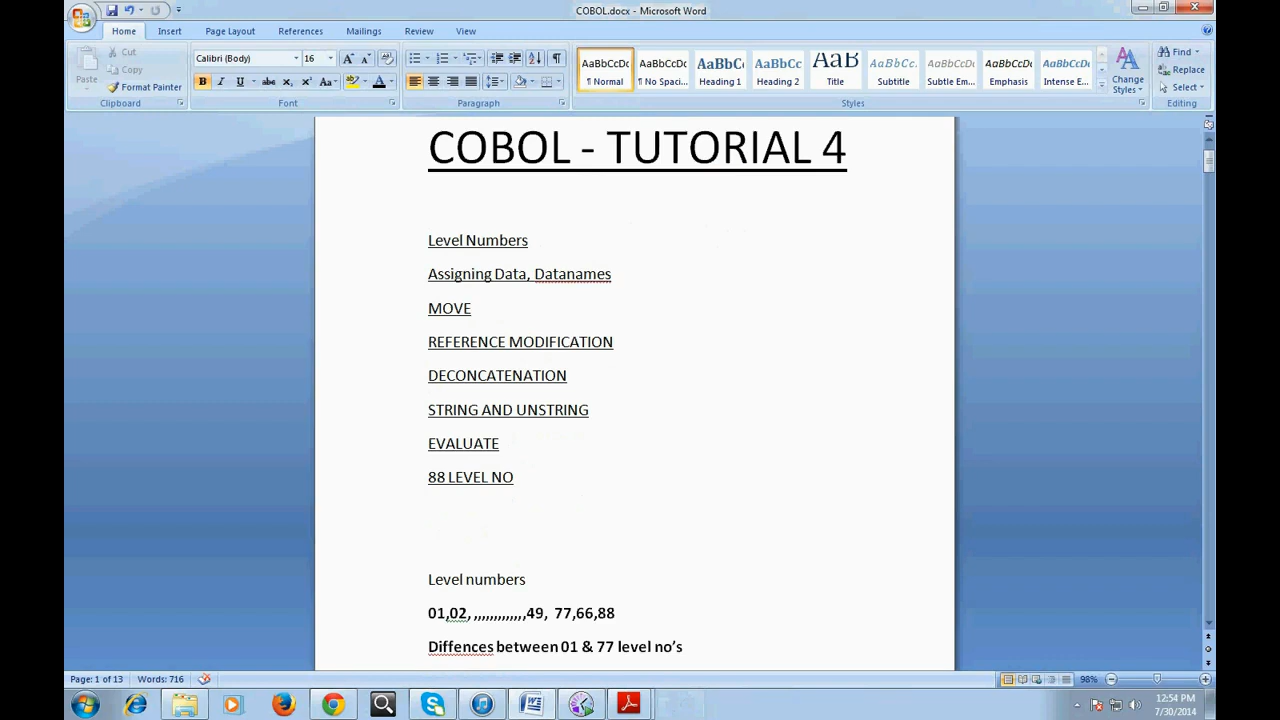 COBOL.docx - Microsoft Word
Home Insert Page Layout References Mailings Review View
Paste
Cut
Copy
Format Painter
Clipboard
Calibri (Body) 16
B I U abc x₂ x² Aa
Font
Paragraph
AaBbCcDc AaBbCcDc AaBbC AaBbCc AaB AaBbCc. AaBbCcDc AaBbCcDc AaBbCcDc
¶ Normal ¶ No Spaci... Heading 1 Heading 2 Title Subtitle Subtle Em... Emphasis Intense E...
Change Styles
Styles
Find
Replace
Select
Editing
COBOL - TUTORIAL 4
Level Numbers
Assigning Data, Datanames
MOVE
REFERENCE MODIFICATION
DECONCATENATION
STRING AND UNSTRING
EVALUATE
88 LEVEL NO
Level numbers
01,02, ,,,,,,,,,,,,,49, 77,66,88
Diffences between 01 & 77 level no’s
Page: 1 of 13 Words: 716 98%
12:54 PM
7/30/2014